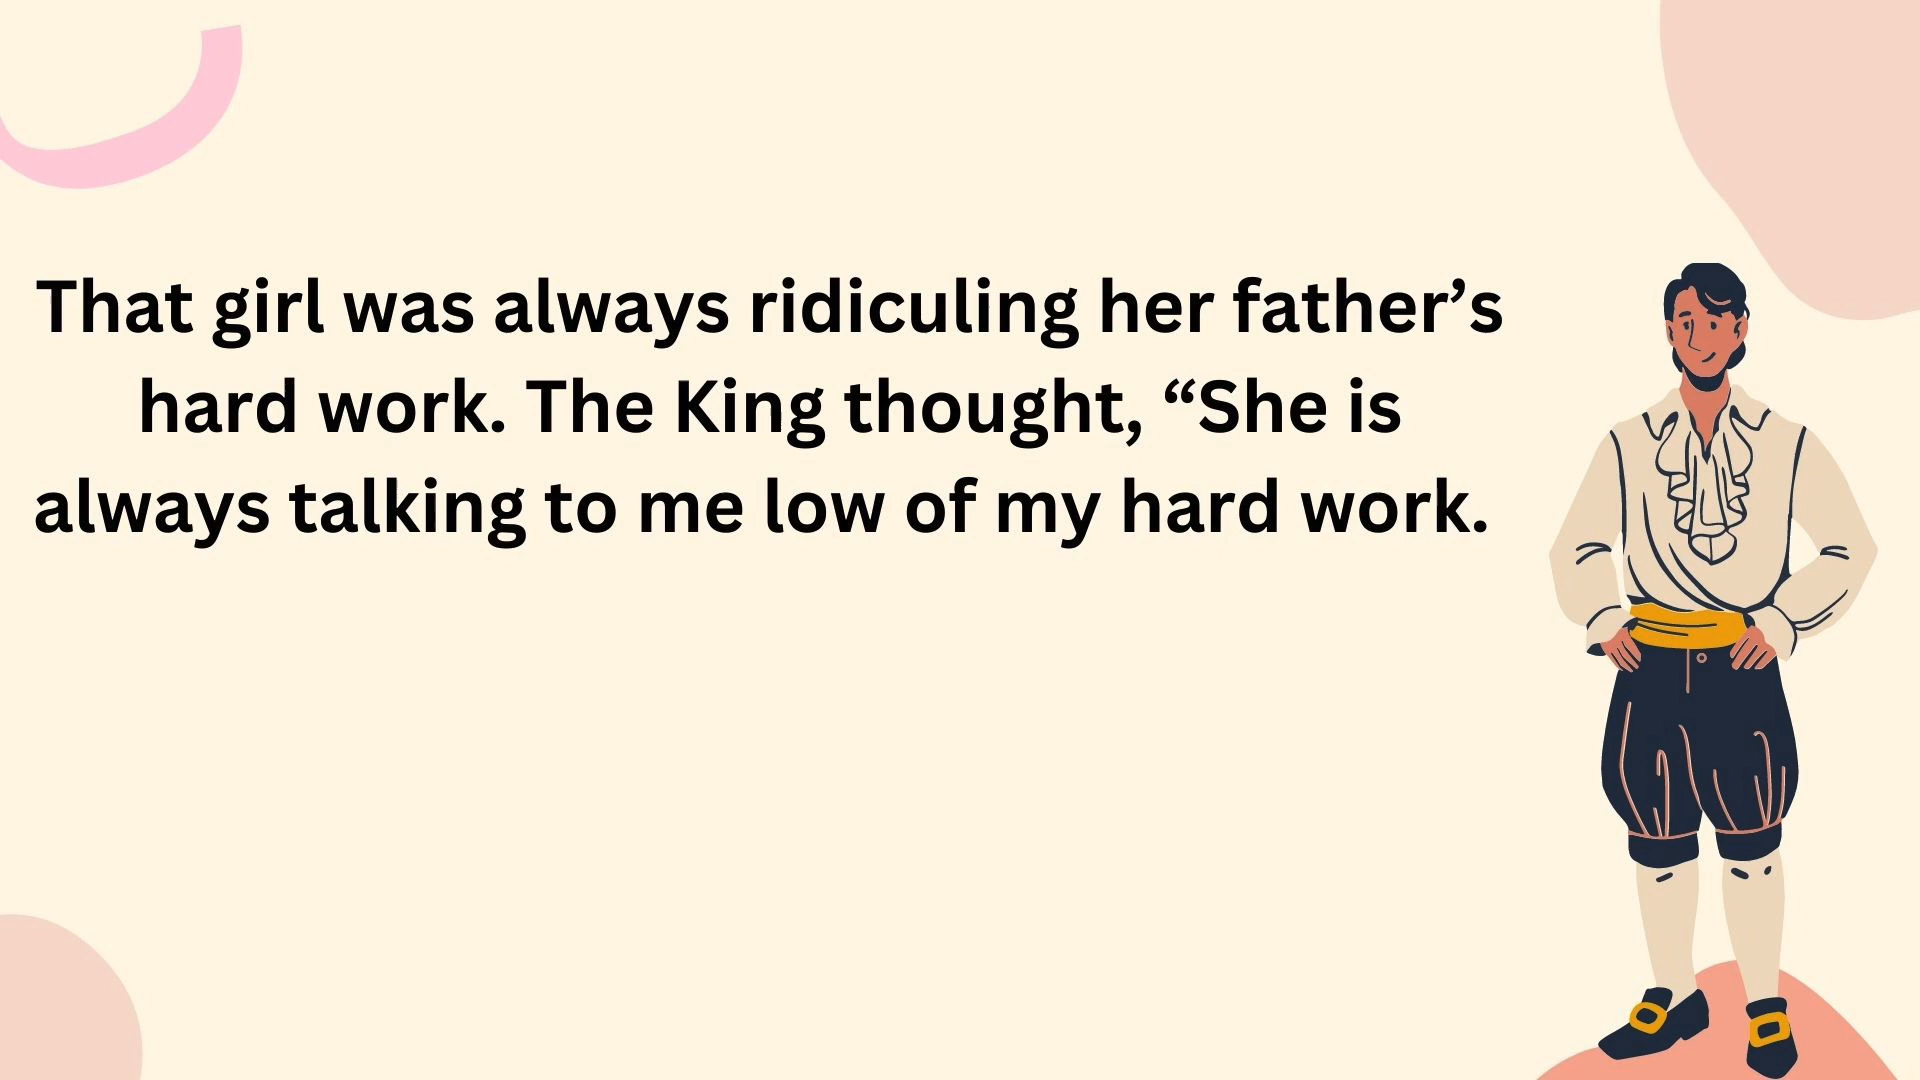 That girl was always ridiculing her father’s
hard work. The King thought, “She is
always talking to me low of my hard work.